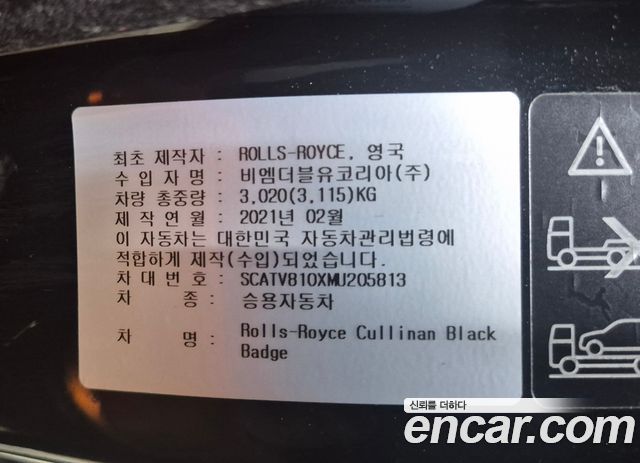 최초 제작자 : ROLLS-ROYCE, 영국
수 입 자 명 : 비엠더블유코리아(주)
차량 총중량 : 3,020(3,115)KG
제 작 연 월 : 2021년 02월
이 자동차는 대한민국 자동차관리법령에
적합하게 제작(수입)되었습니다.
차 대 번 호 : SCATV810XMU205813
차 종 : 승용자동차
차 명 : Rolls-Royce Cullinan Black
Badge
신뢰를 더하다
encar.com